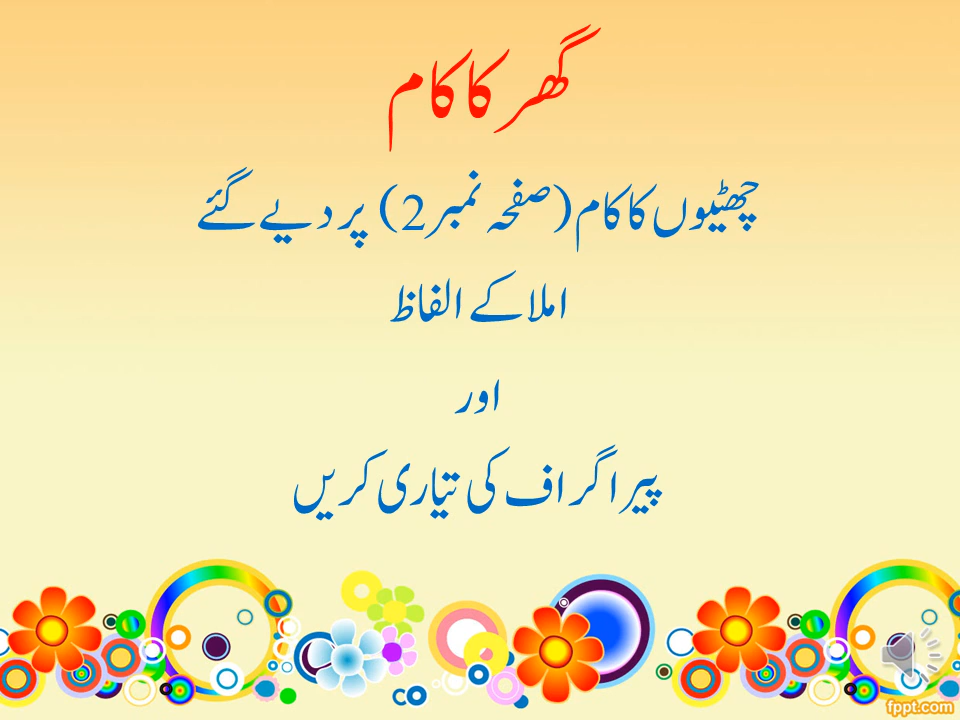 گھر کا کام
چھٹیوں کا کام (صفحہ نمبر 2) پر دیے گئے
املا کے الفاظ
اور
پیراگراف کی تیاری کریں
fppt.com